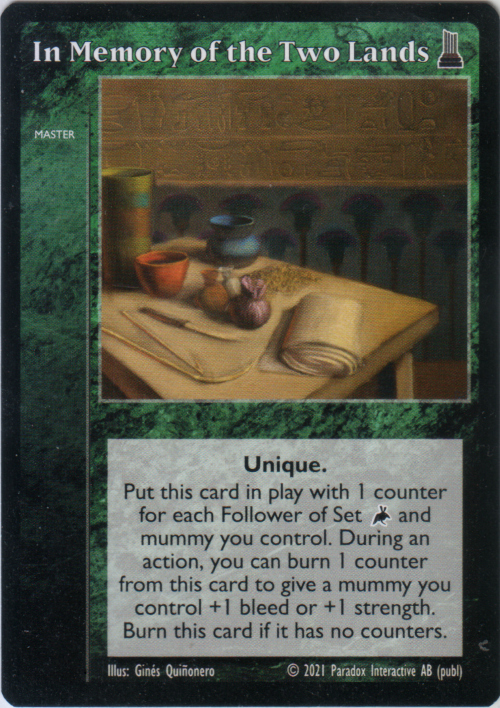 In Memory of the Two Lands
MASTER
Unique.
Put this card in play with 1 counter
for each Follower of Set and
mummy you control. During an
action, you can burn 1 counter
from this card to give a mummy you
control +1 bleed or +1 strength.
Burn this card if it has no counters.
Illus: Ginés Quiñonero © 2021 Paradox Interactive AB (publ)